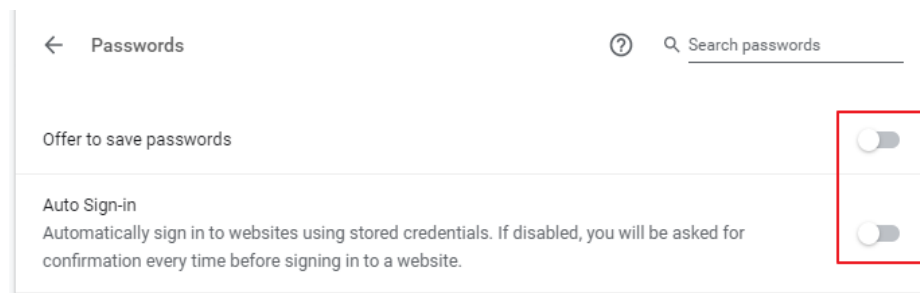 Passwords
Search passwords
Offer to save passwords
Auto Sign-in
Automatically sign in to websites using stored credentials. If disabled, you will be asked for
confirmation every time before signing in to a website.